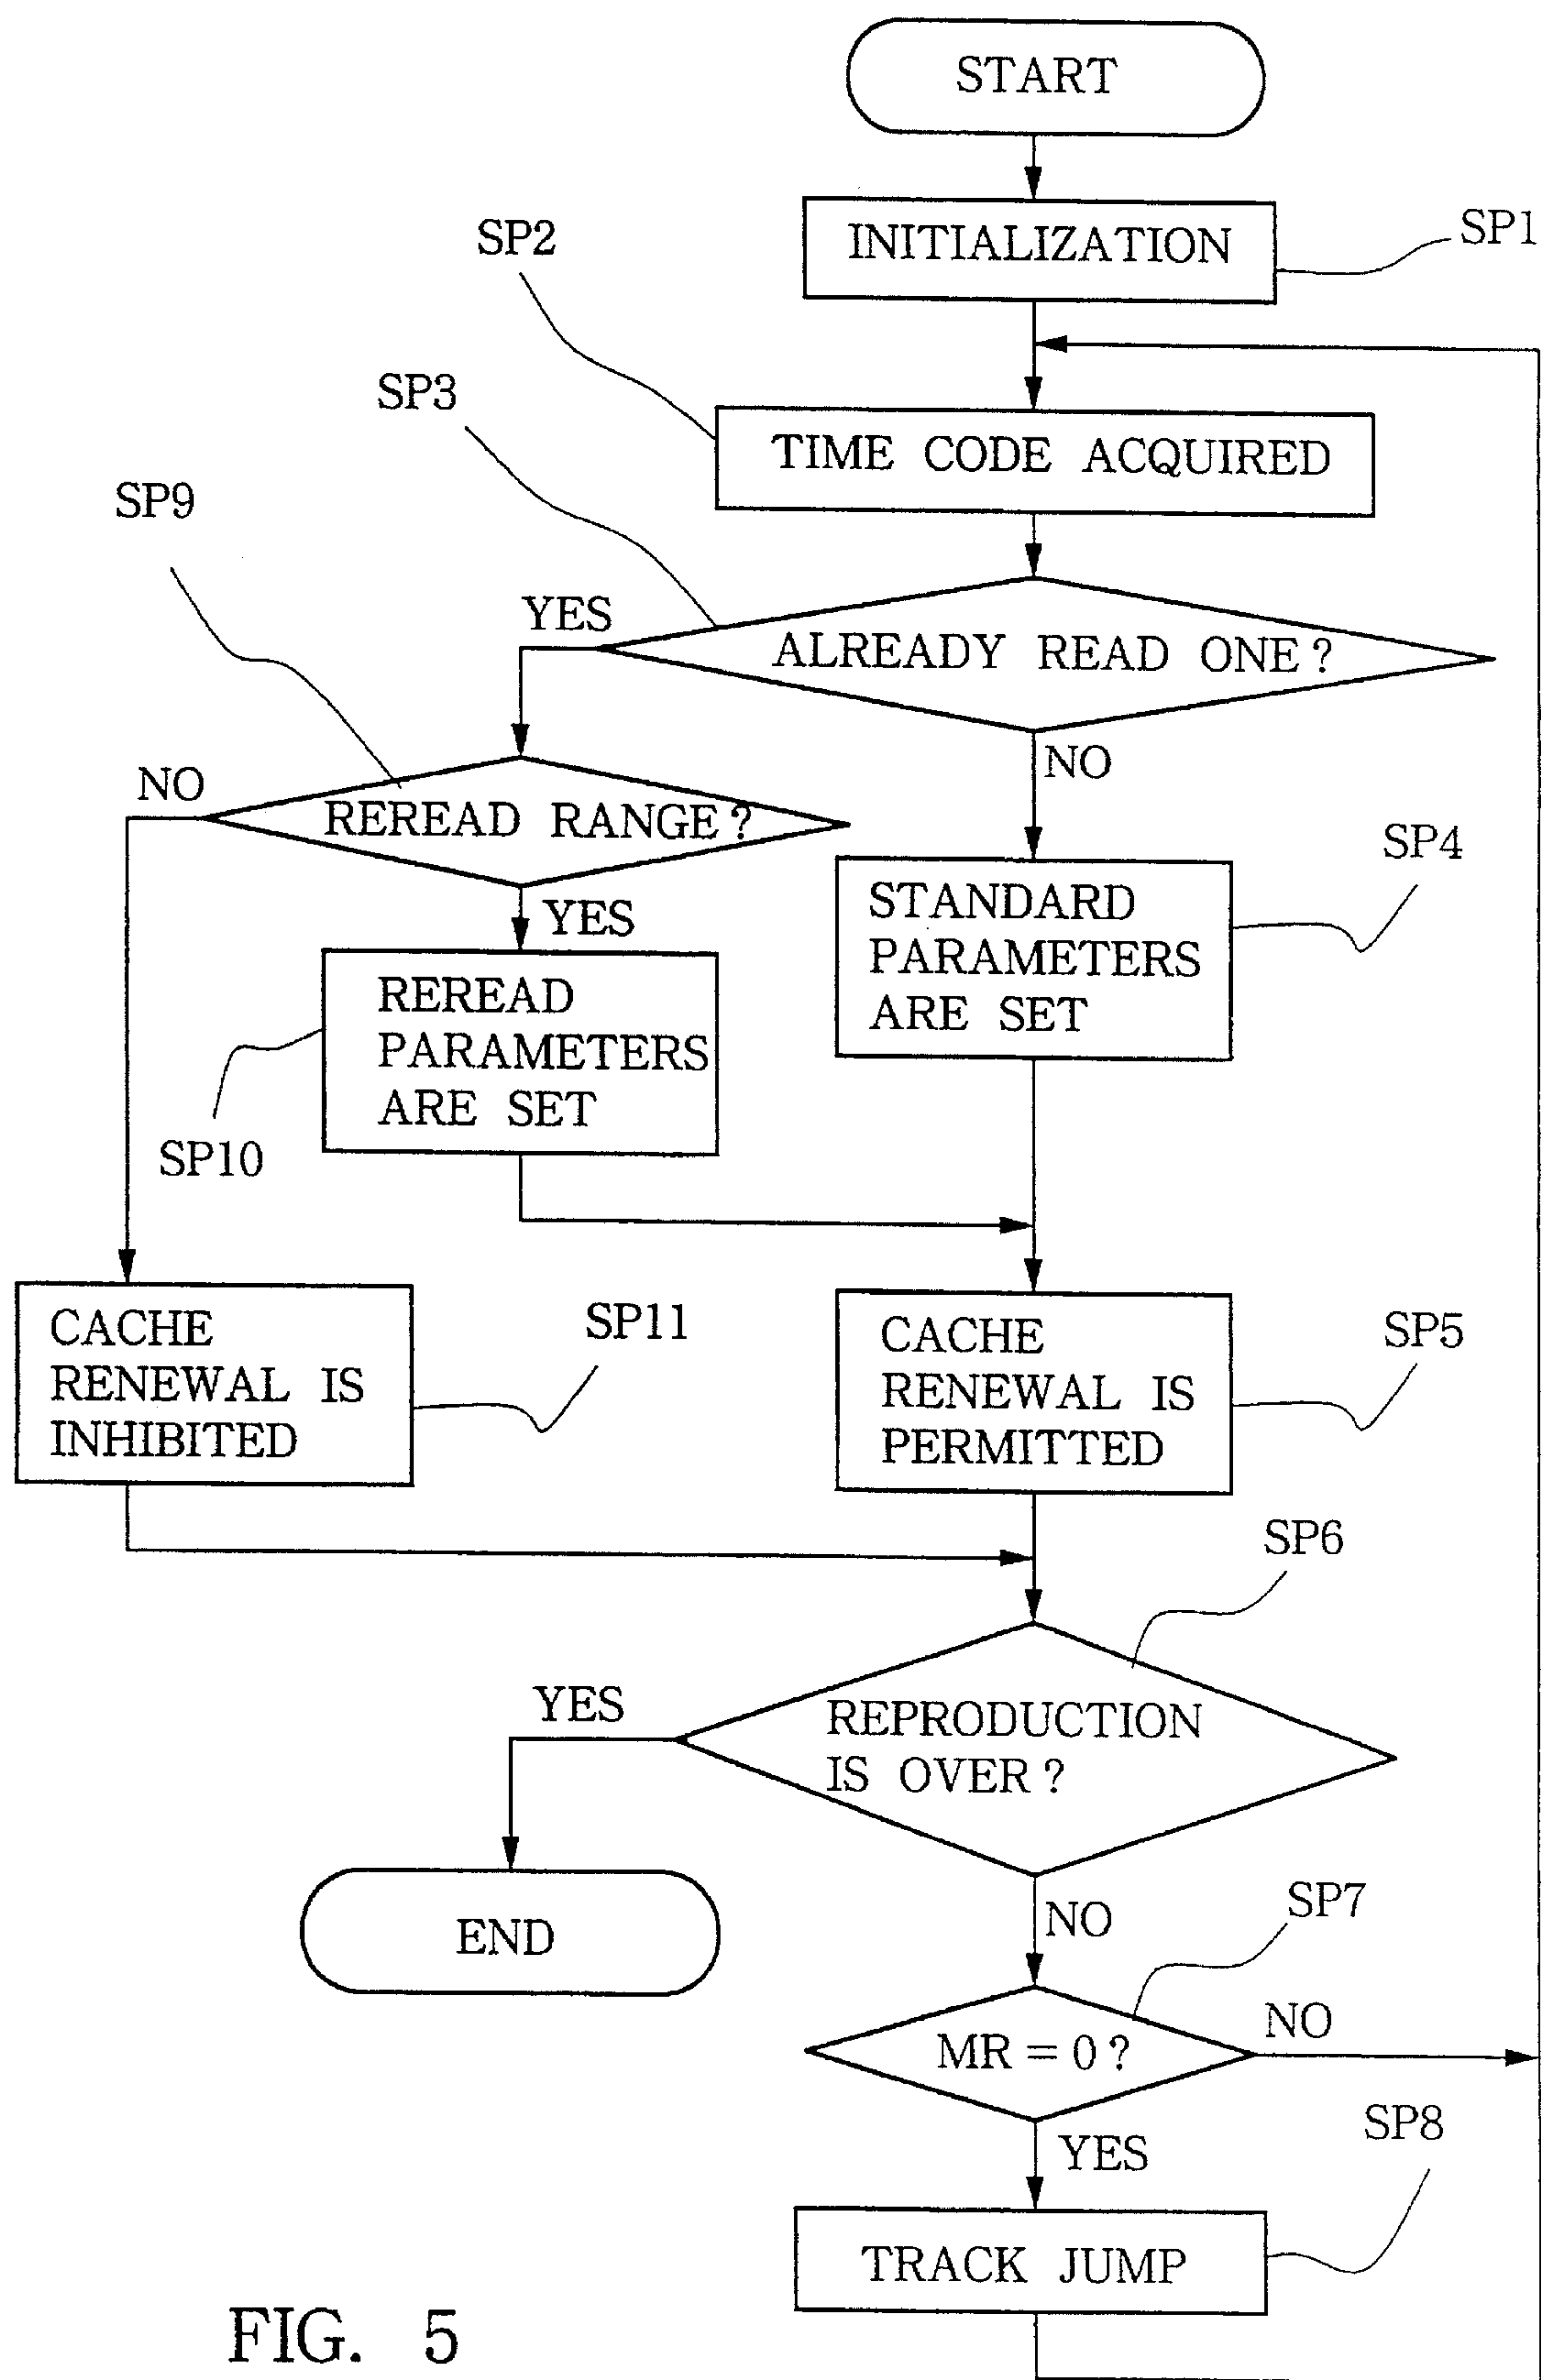 START
INITIALIZATION
SP1
SP2
TIME CODE ACQUIRED
SP3
ALREADY READ ONE?
YES
NO
SP9
REREAD RANGE?
NO
YES
SP4
STANDARD
PARAMETERS
ARE SET
REREAD
PARAMETERS
ARE SET
SP10
CACHE
RENEWAL IS
INHIBITED
SP11
CACHE
RENEWAL IS
PERMITTED
SP5
SP6
REPRODUCTION
IS OVER?
YES
END
NO
SP7
MR = 0?
NO
YES
SP8
TRACK JUMP
FIG. 5